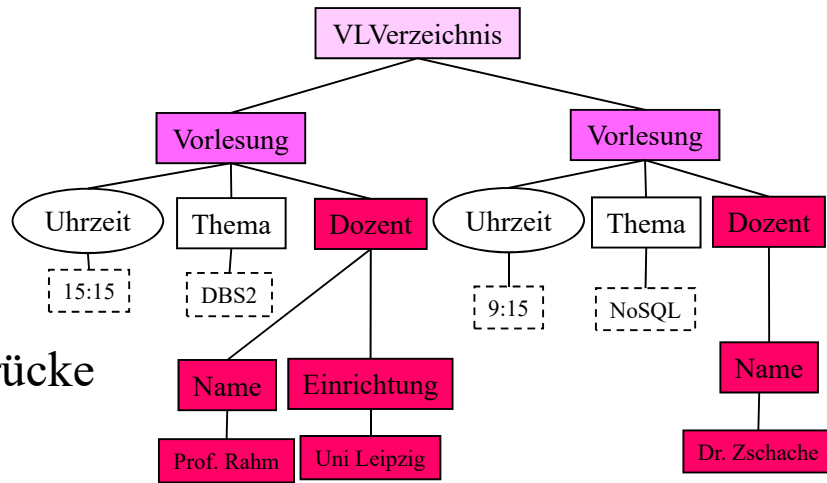 VLVerzeichnis
Vorlesung Vorlesung
Uhrzeit Thema Dozent Uhrzeit Thema Dozent
15:15 DBS2 9:15 NoSQL
rücke
Name Einrichtung Name
Prof. Rahm Uni Leipzig Dr. Zschache